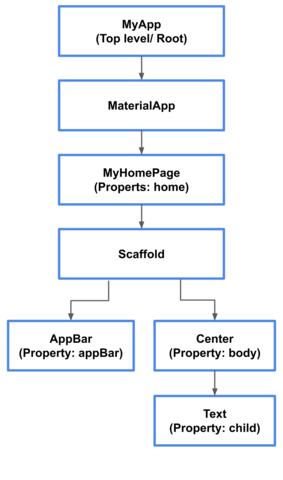 MyApp
(Top level/ Root)
MaterialApp
MyHomePage
(Properts: home)
Scaffold
AppBar
(Property: appBar)
Center
(Property: body)
Text
(Property: child)